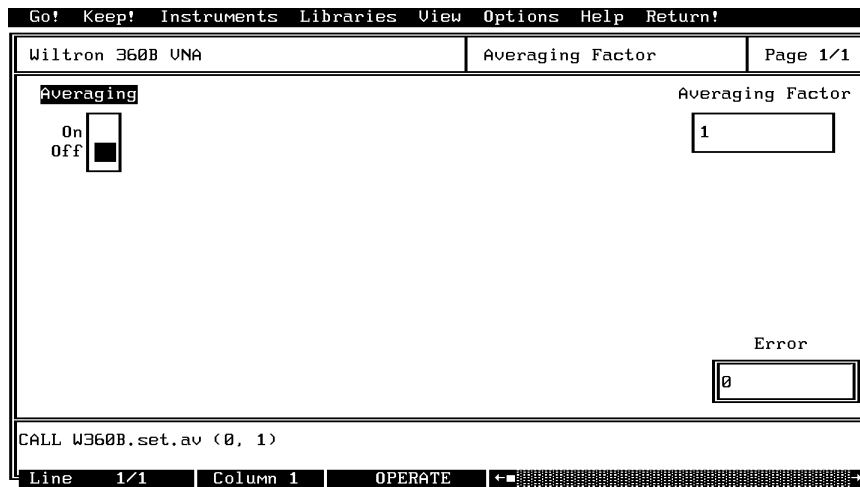 Go! Keep! Instruments Libraries View Options Help Return!
Wiltron 360B VNA Averaging Factor Page 1/1
Averaging Averaging Factor
On 1
Off
Error
0
CALL W360B.set.av (0, 1)
Line 1/1 Column 1 OPERATE